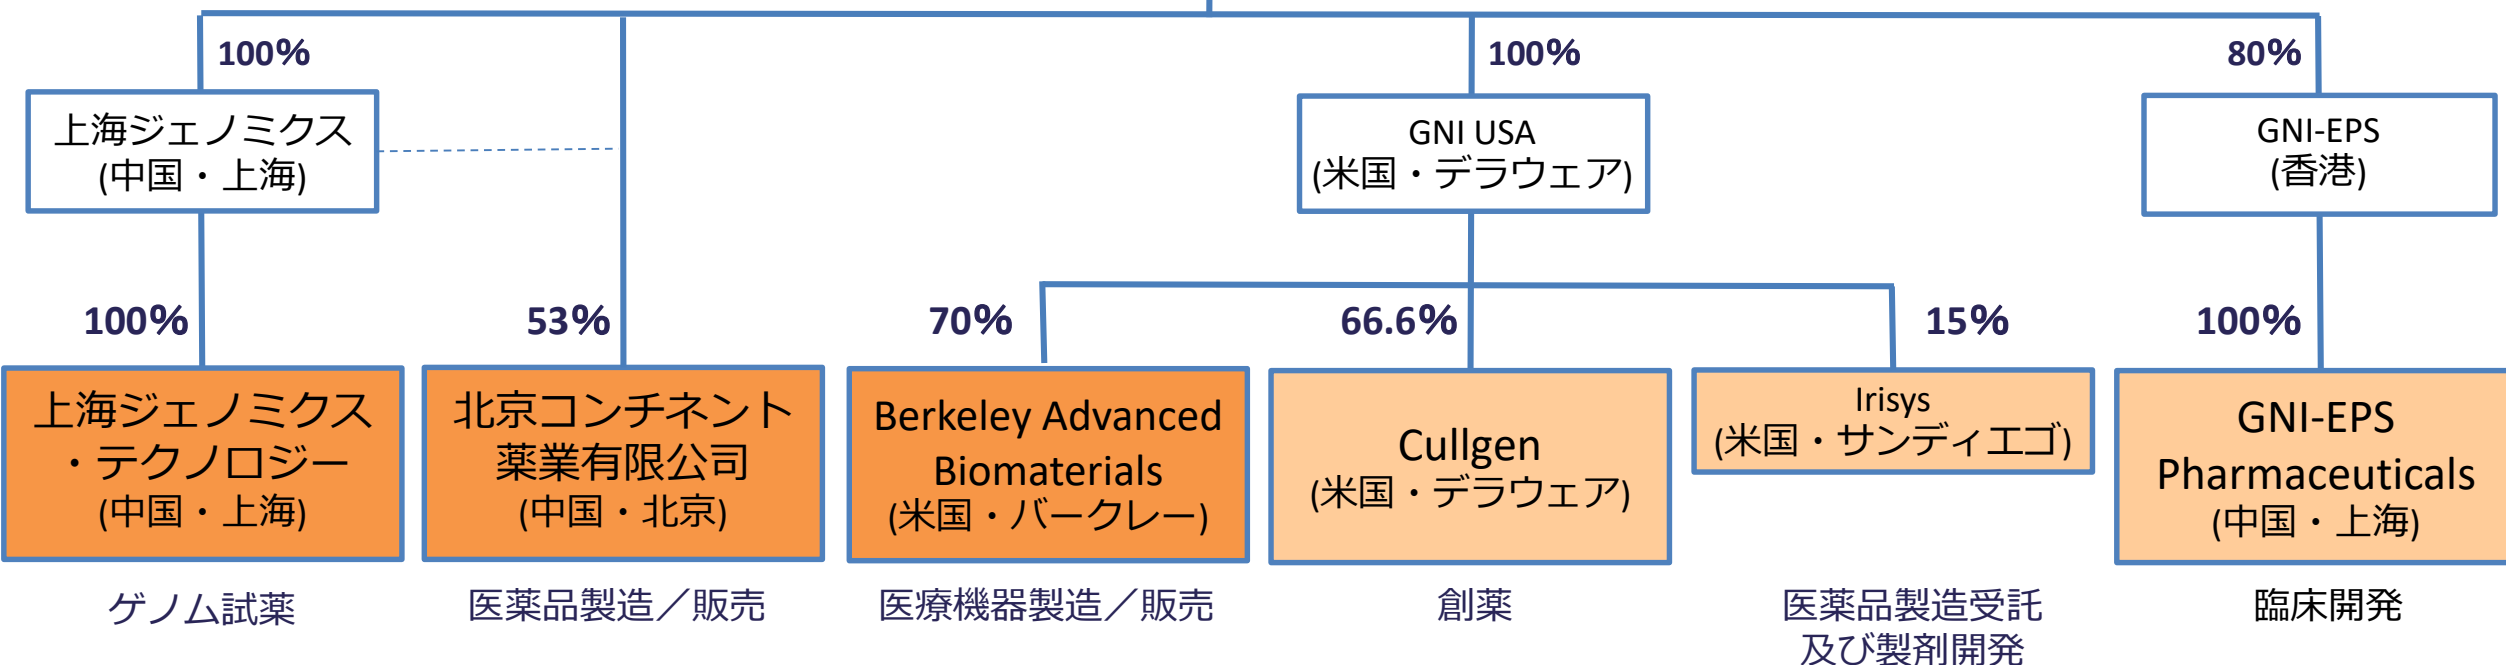 100%
100%
80%
上海ジェノミクス
(中国・上海)
GNI USA
(米国・デラウェア)
GNI-EPS
(香港)
100%
53%
70%
66.6%
15%
100%
上海ジェノミクス
・テクノロジー
(中国・上海)
北京コンチネント
薬業有限公司
(中国・北京)
Berkeley Advanced
Biomaterials
(米国・バークレー)
Cullgen
(米国・デラウェア)
Irisys
(米国・サンディエゴ)
GNI-EPS
Pharmaceuticals
(中国・上海)
ゲノム試薬
医薬品製造／販売
医療機器製造／販売
創薬
医薬品製造受託
及び製剤開発
臨床開発